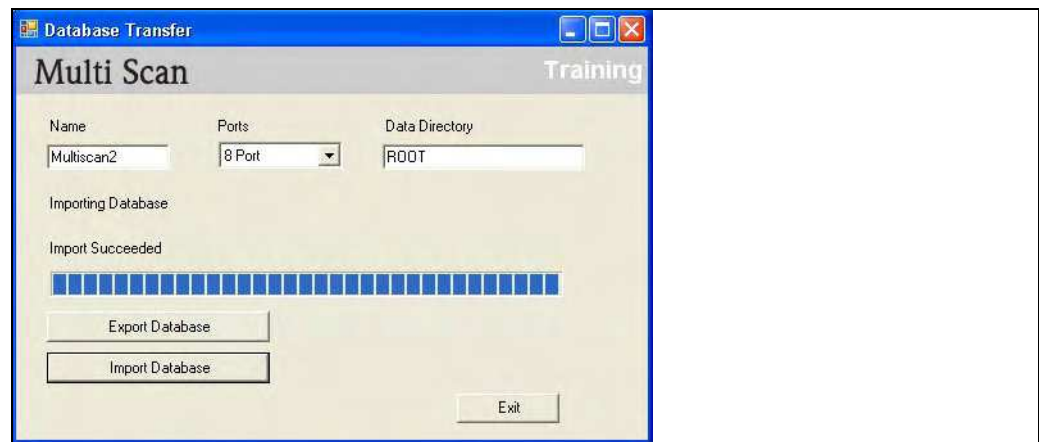 Database Transfer
Multi Scan Training
Name Ports Data Directory
Multiscan2 8 Port ROOT
Importing Database
Import Succeeded
Export Database
Import Database
Exit